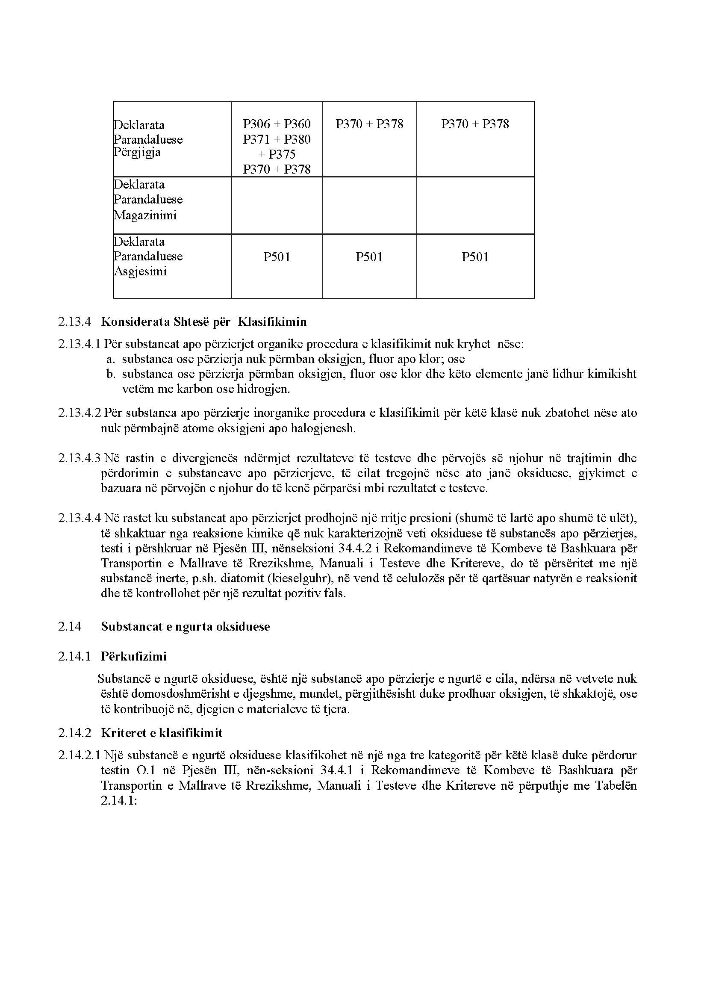 Deklarata
Parandaluese
Përgjigja
P306 + P360
P371 + P380
+ P375
P370 + P378
P370 + P378
P370 + P378
Deklarata
Parandaluese
Magazinimi
Deklarata
Parandaluese
Asgjesimi
P501
P501
P501
2.13.4 Konsiderata Shtesë për Klasifikimin
2.13.4.1 Për substancat apo përzierjet organike procedura e klasifikimit nuk kryhet nëse:
a. substanca ose përzierja nuk përmban oksigjen, fluor apo klor; ose
b. substanca ose përzierja përmban oksigjen, fluor ose klor dhe këto elemente janë lidhur kimikisht
vetëm me karbon ose hidrogjen.
2.13.4.2 Për substanca apo përzierje inorganike procedura e klasifikimit për këtë klasë nuk zbatohet nëse ato
nuk përmbajnë atome oksigjeni apo halogjenesh.
2.13.4.3 Në rastin e divergjencës ndërmjet rezultateve të testeve dhe përvojës së njohur në trajtimin dhe
përdorimin e substancave apo përzierjeve, të cilat tregojnë nëse ato janë oksiduese, gjykimet e
bazuara në përvojën e njohur do të kenë përparësi mbi rezultatet e testeve.
2.13.4.4 Në rastet ku substancat apo përzierjet prodhojnë një rritje presioni (shumë të lartë apo shumë të ulët),
të shkaktuar nga reaksione kimike që nuk karakterizojnë veti oksiduese të substancës apo përzierjes,
testi i përshkruar në Pjesën III, nënseksioni 34.4.2 i Rekomandimeve të Kombeve të Bashkuara për
Transportin e Mallrave të Rrezikshme, Manuali i Testeve dhe Kritereve, do të përsëritet me një
substancë inerte, p.sh. diatomit (kieselguhr), në vend të celulozës për të qartësuar natyrën e reaksionit
dhe të kontrollohet për një rezultat pozitiv fals.
2.14 Substancat e ngurta oksiduese
2.14.1 Përkufizimi
Substancë e ngurtë oksiduese, është një substancë apo përzierje e ngurtë e cila, ndërsa në vetvete nuk
është domosdoshmërisht e djegshme, mundet, përgjithësisht duke prodhuar oksigjen, të shkaktojë, ose
të kontribuojë në, djegien e materialeve të tjera.
2.14.2 Kriteret e klasifikimit
2.14.2.1 Një substancë e ngurtë oksiduese klasifikohet në një nga tre kategoritë për këtë klasë duke përdorur
testin O.1 në Pjesën III, nën-seksioni 34.4.1 i Rekomandimeve të Kombeve të Bashkuara për
Transportin e Mallrave të Rrezikshme, Manuali i Testeve dhe Kritereve në përputhje me Tabelën
2.14.1: